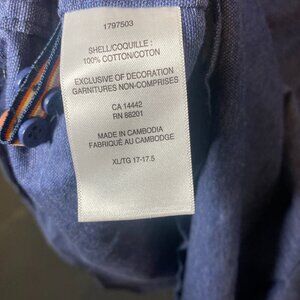 1797503
SHELL/COQUILLE :
100% COTTON/COTON
EXCLUSIVE OF DECORATION
GARNITURES NON-COMPRISES
CA 14442
RN 88201
MADE IN CAMBODIA
FABRIQUÉ AU CAMBODGE
XL/TG 17-17.5